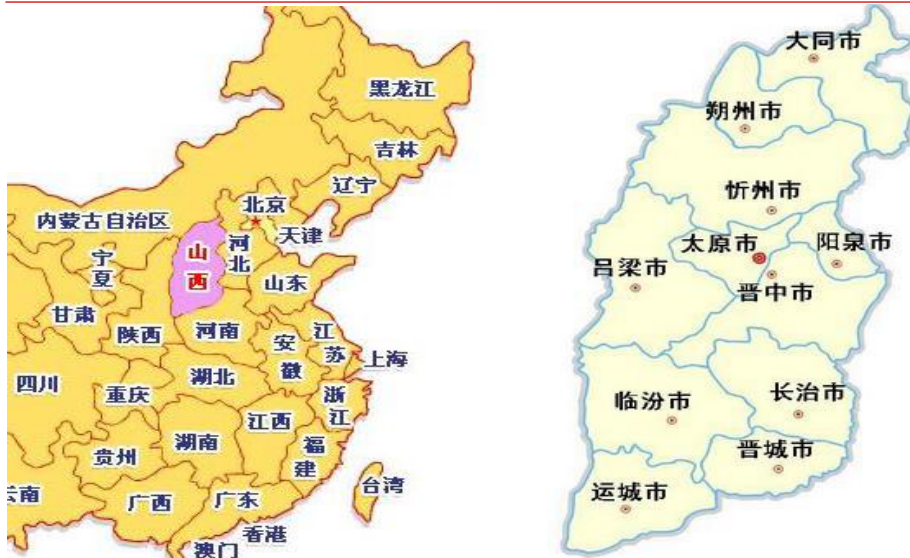 黑龙江
吉林
辽宁
北京
天津
内蒙古自治区
河北
山西
宁夏
山东
甘肃
陕西
河南
江苏
安徽
上海
四川
重庆
湖北
浙江
江西
湖南
贵州
福建
云南
广西
广东
台湾
香港
澳门
大同市
朔州市
忻州市
太原市
阳泉市
吕梁市
晋中市
临汾市
长治市
晋城市
运城市